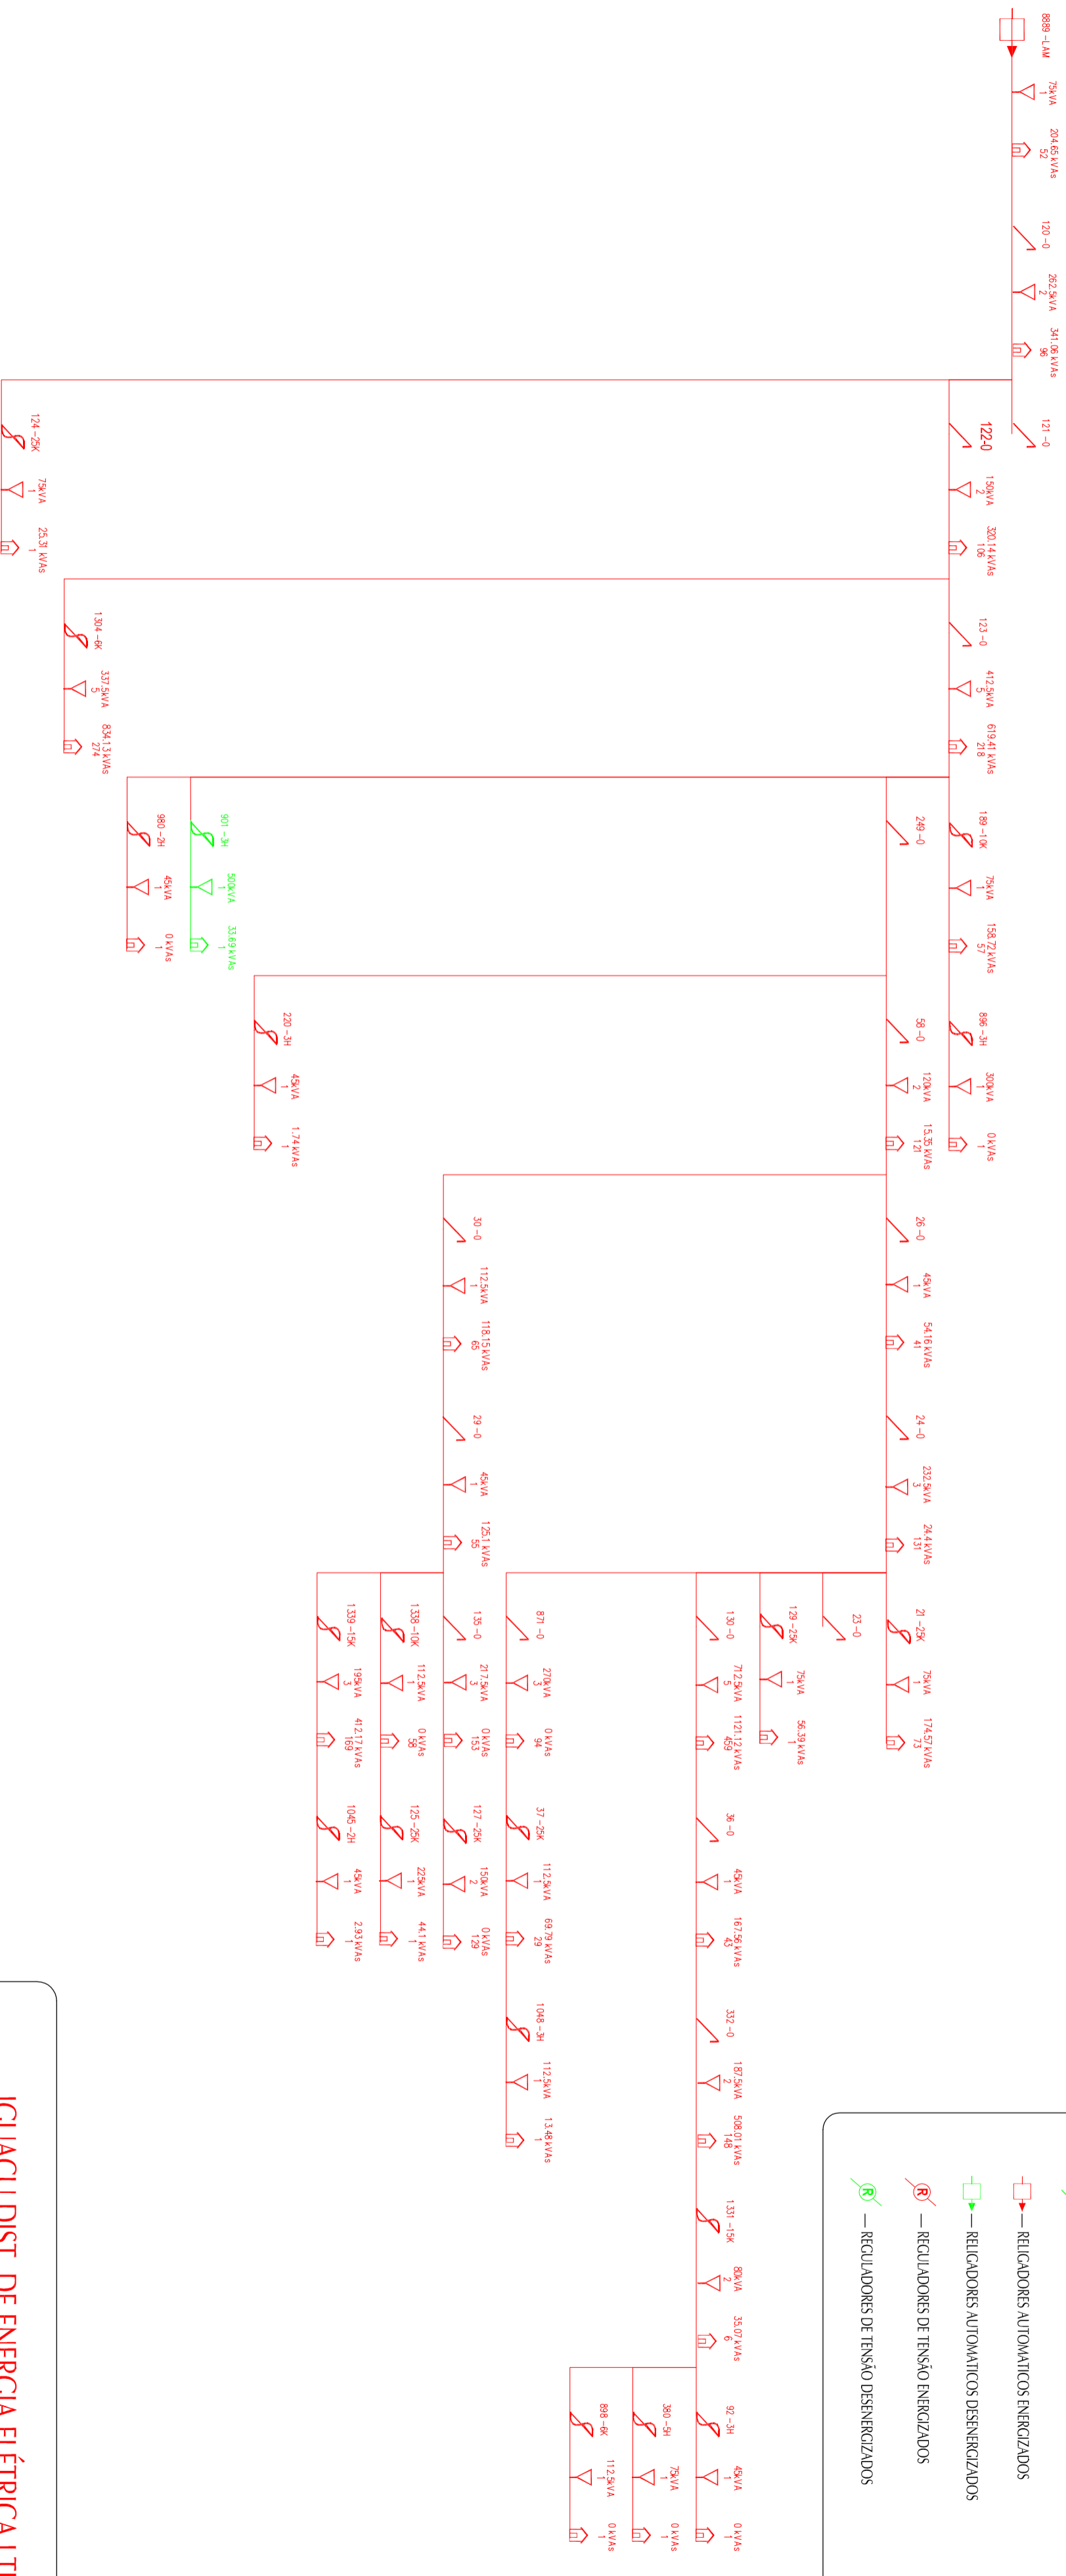 8889-LAM
75kVA
1
204.65 kVAs
52
120-0
262.5kVA
2
341.06 kVAs
96
121-0
122-0
150kVA
2
320.14 kVAs
106
123-0
412.5kVA
5
619.41 kVAs
218
189-10K
75kVA
1
158.72 kVAs
57
896-3H
300kVA
1
0 kVAs
1
249-0
58-0
120kVA
2
15.35 kVAs
121
26-0
45kVA
1
54.16 kVAs
41
24-0
232.5kVA
3
24.4 kVAs
131
21-25K
75kVA
1
174.57 kVAs
73
23-0
129-25K
75kVA
1
56.39 kVAs
1
130-0
712.5kVA
5
1121.12 kVAs
459
36-0
45kVA
1
167.56 kVAs
43
332-0
187.5kVA
2
508.01 kVAs
148
1331-15K
80kVA
2
35.07 kVAs
6
92-3H
45kVA
1
0 kVAs
1
380-5H
75kVA
1
0 kVAs
1
898-6K
112.5kVA
1
0 kVAs
1
871-0
270kVA
3
0 kVAs
94
37-25K
112.5kVA
1
69.79 kVAs
29
1048-3H
112.5kVA
1
13.48 kVAs
1
30-0
112.5kVA
1
118.15 kVAs
65
29-0
45kVA
1
125.1 kVAs
55
135-0
217.5kVA
3
0 kVAs
153
127-25K
150kVA
2
0 kVAs
129
1338-10K
112.5kVA
1
0 kVAs
58
125-25K
225kVA
1
44.1 kVAs
1
1339-15K
195kVA
3
412.17 kVAs
169
1045-2H
45kVA
1
2.93 kVAs
1
220-3H
45kVA
1
1.74 kVAs
1
901-3H
500kVA
1
33.69 kVAs
1
980-2H
45kVA
1
0 kVAs
1
1304-6K
337.5kVA
5
834.13 kVAs
274
124-25K
75kVA
1
25.31 kVAs
1
— RELIGADORES AUTOMATICOS ENERGIZADOS
— RELIGADORES AUTOMATICOS DESENERGIZADOS
R — REGULADORES DE TENSÃO ENERGIZADOS
R — REGULADORES DE TENSÃO DESENERGIZADOS
IGUAÇU DIST. DE ENERGIA ELÉTRICA